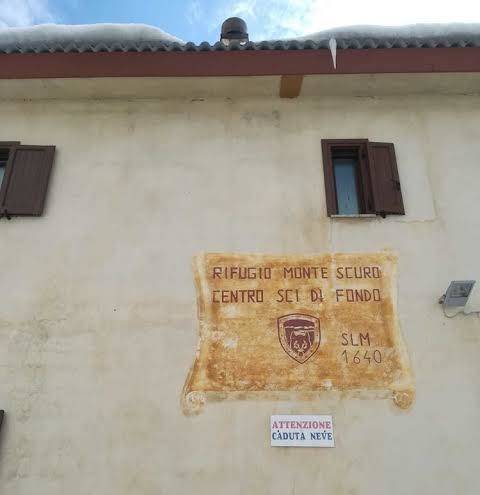 RIFUGIO MONTE SCURO
CENTRO SCI DI FONDO
SLM
1640
ATTENZIONE
CADUTA NEVE